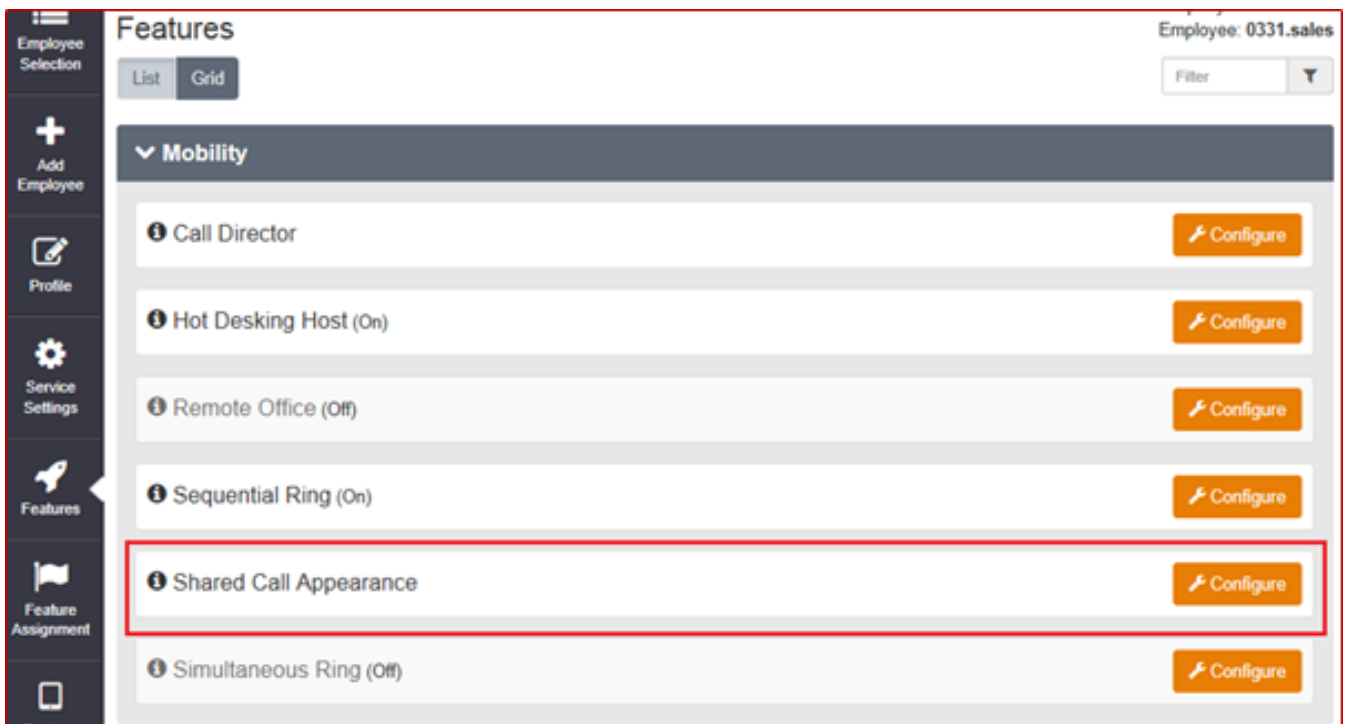 Employee
Selection
Add
Employee
Profile
Service
Settings
Features
Feature
Assignment
Features
Employee: 0331.sales
List Grid
Filter
Mobility
Call Director
Configure
Hot Desking Host (On)
Configure
Remote Office (Off)
Configure
Sequential Ring (On)
Configure
Shared Call Appearance
Configure
Simultaneous Ring (Off)
Configure